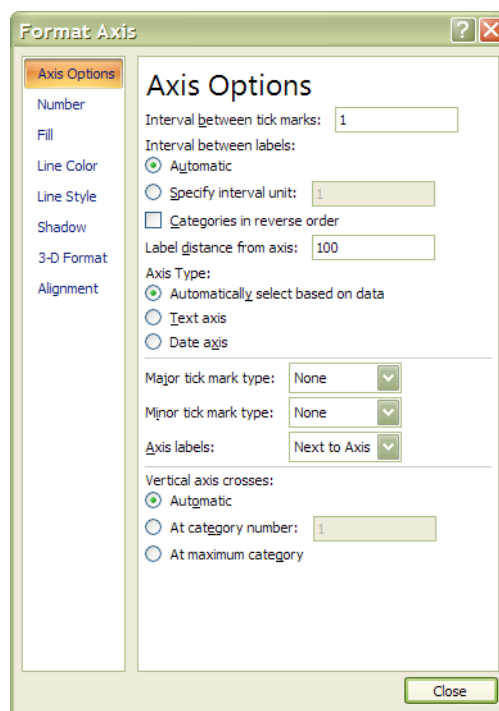 Format Axis ? X
Axis Options
Number
Fill
Line Color
Line Style
Shadow
3-D Format
Alignment
Axis Options
Interval between tick marks: 1
Interval between labels:
Automatic
Specify interval unit: 1
Categories in reverse order
Label distance from axis: 100
Axis Type:
Automatically select based on data
Text axis
Date axis
Major tick mark type: None
Minor tick mark type: None
Axis labels: Next to Axis
Vertical axis crosses:
Automatic
At category number: 1
At maximum category
Close